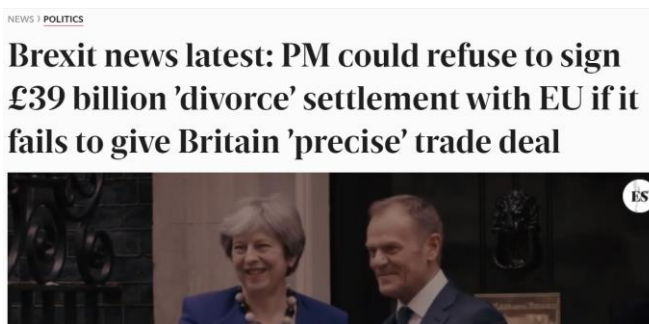 NEWS › POLITICS
Brexit news latest: PM could refuse to sign
£39 billion 'divorce' settlement with EU if it
fails to give Britain 'precise' trade deal
ES